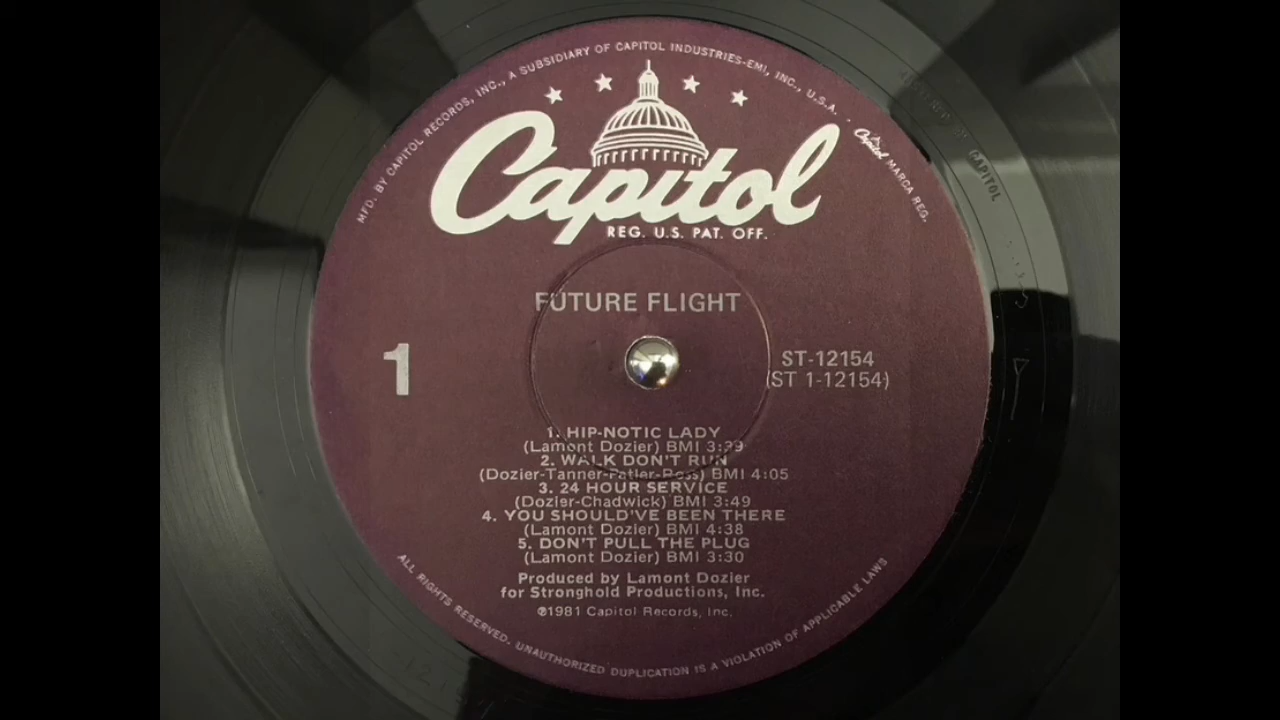 MFD. BY CAPITOL RECORDS, INC., A SUBSIDIARY OF CAPITOL INDUSTRIES-EMI, INC., U.S.A.
Capitol MARCA REG.
Capitol
REG. U.S. PAT. OFF.
FUTURE FLIGHT
1
ST-12154
(ST 1-12154)
1. HIP-NOTIC LADY
(Lamont Dozier) BMI 3:39
2. WALK DON'T RUN
(Dozier-Tanner-Patler-Ross) BMI 4:05
3. 24 HOUR SERVICE
(Dozier-Chadwick) BMI 3:49
4. YOU SHOULD'VE BEEN THERE
(Lamont Dozier) BMI 4:38
5. DON'T PULL THE PLUG
(Lamont Dozier) BMI 3:30
Produced by Lamont Dozier
for Stronghold Productions, Inc.
℗1981 Capitol Records, Inc.
ALL RIGHTS RESERVED. UNAUTHORIZED DUPLICATION IS A VIOLATION OF APPLICABLE LAWS